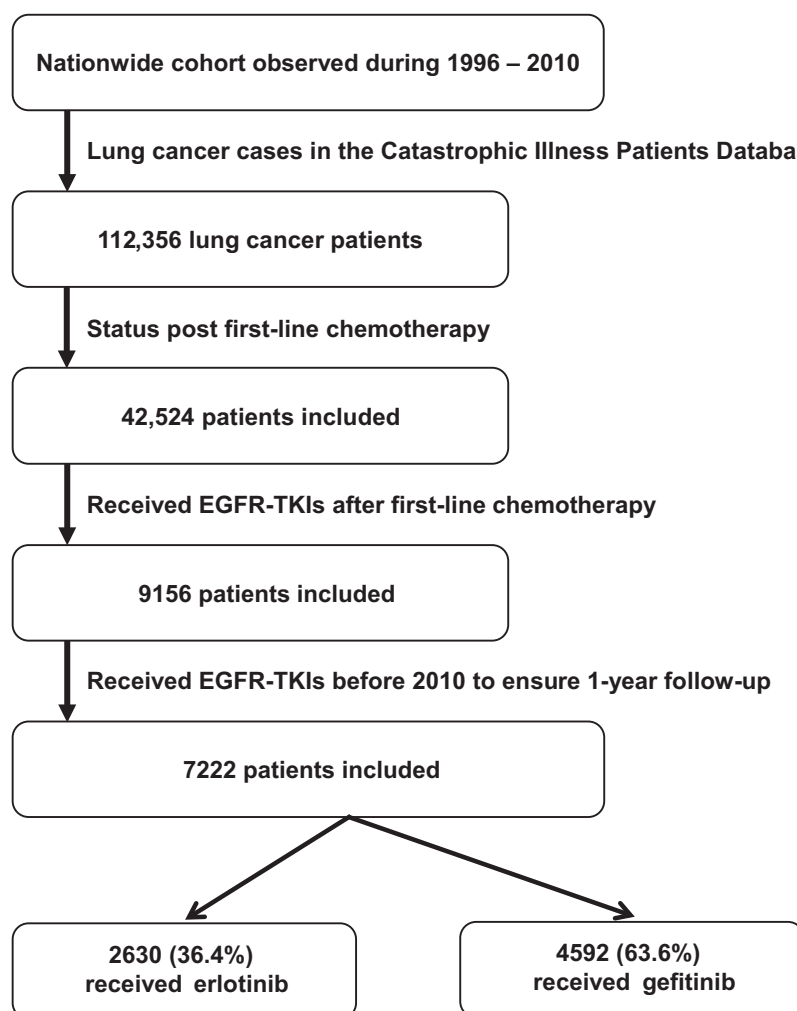 Nationwide cohort observed during 1996 – 2010
Lung cancer cases in the Catastrophic Illness Patients Databa
112,356 lung cancer patients
Status post first-line chemotherapy
42,524 patients included
Received EGFR-TKIs after first-line chemotherapy
9156 patients included
Received EGFR-TKIs before 2010 to ensure 1-year follow-up
7222 patients included
2630 (36.4%)
received erlotinib
4592 (63.6%)
received gefitinib